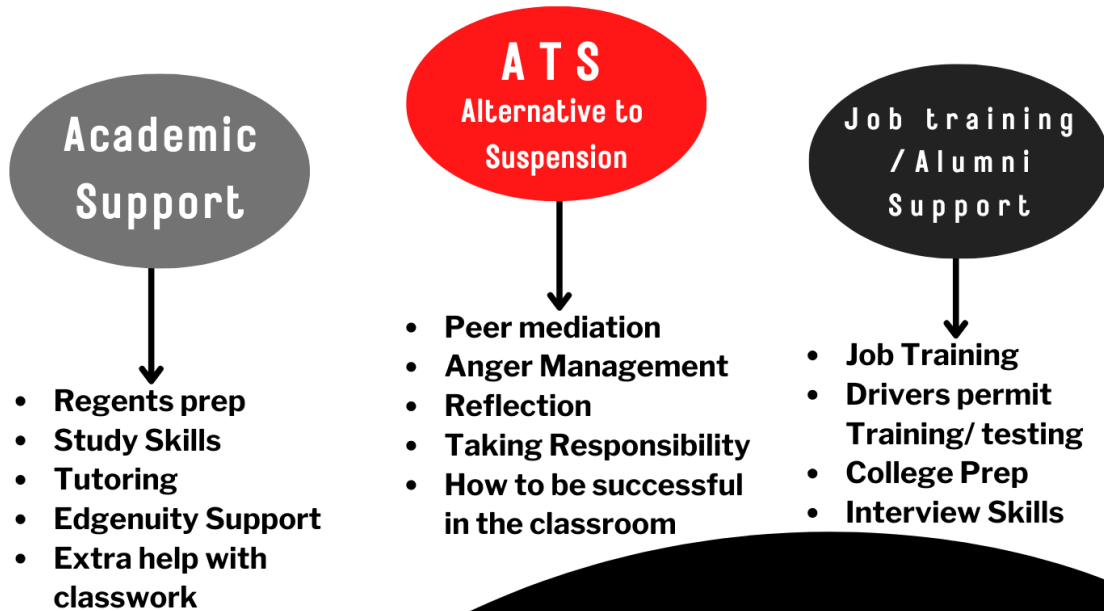 Academic
Support
• Regents prep
• Study Skills
• Tutoring
• Edgenuity Support
• Extra help with
classwork
ATS
Alternative to
Suspension
• Peer mediation
• Anger Management
• Reflection
• Taking Responsibility
• How to be successful
in the classroom
Job training
/Alumni
Support
• Job Training
• Drivers permit
Training/ testing
• College Prep
• Interview Skills